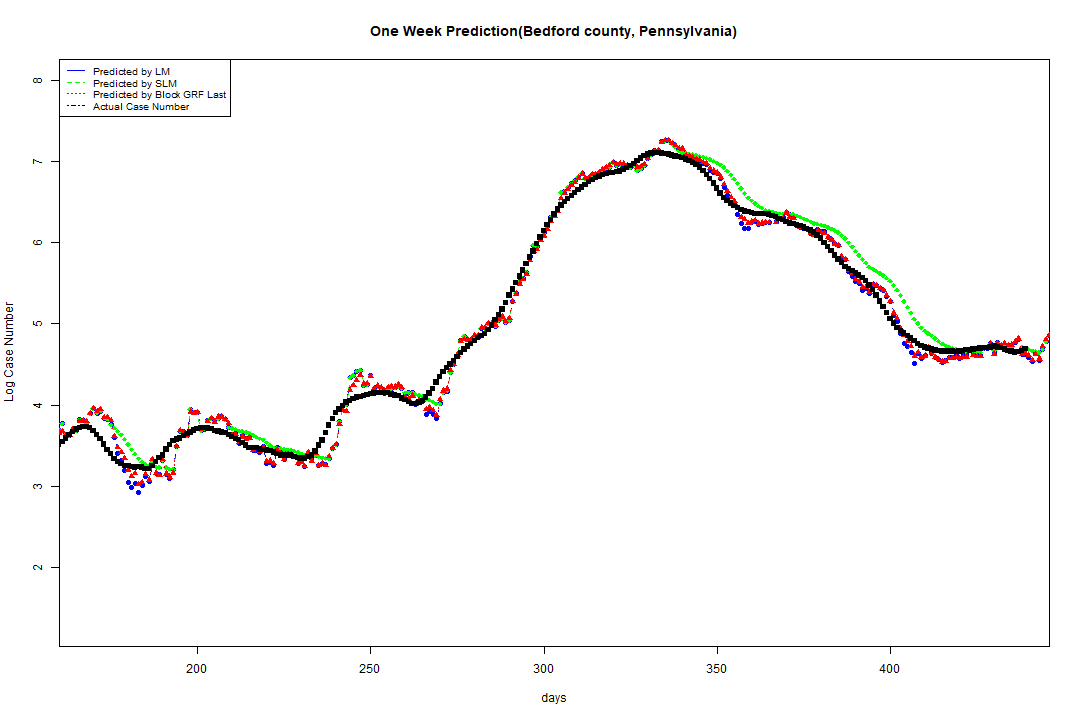 One Week Prediction(Bedford county, Pennsylvania)
Predicted by LM
Predicted by SLM
Predicted by Block GRF Last
Actual Case Number
8
7
6
5
4
3
2
Log Case Number
200 250 300 350 400
days